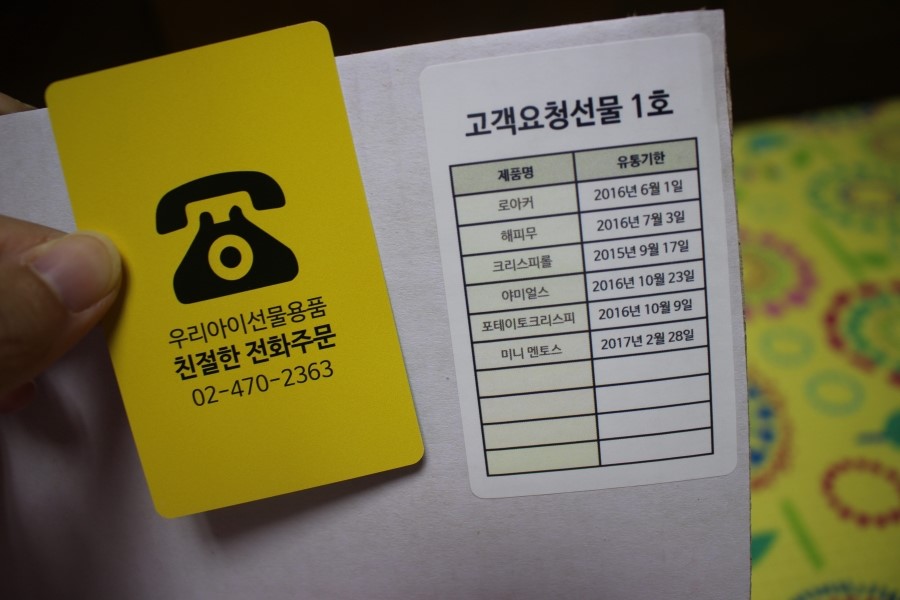 우리아이선물용품
친절한 전화주문
02-470-2363
고객요청선물 1호
제품명 유통기한
로아커 2016년 6월 1일
해피무 2016년 7월 3일
크리스피롤 2015년 9월 17일
야미얼스 2016년 10월 23일
포테이토크리스피 2016년 10월 9일
미니 멘토스 2017년 2월 28일